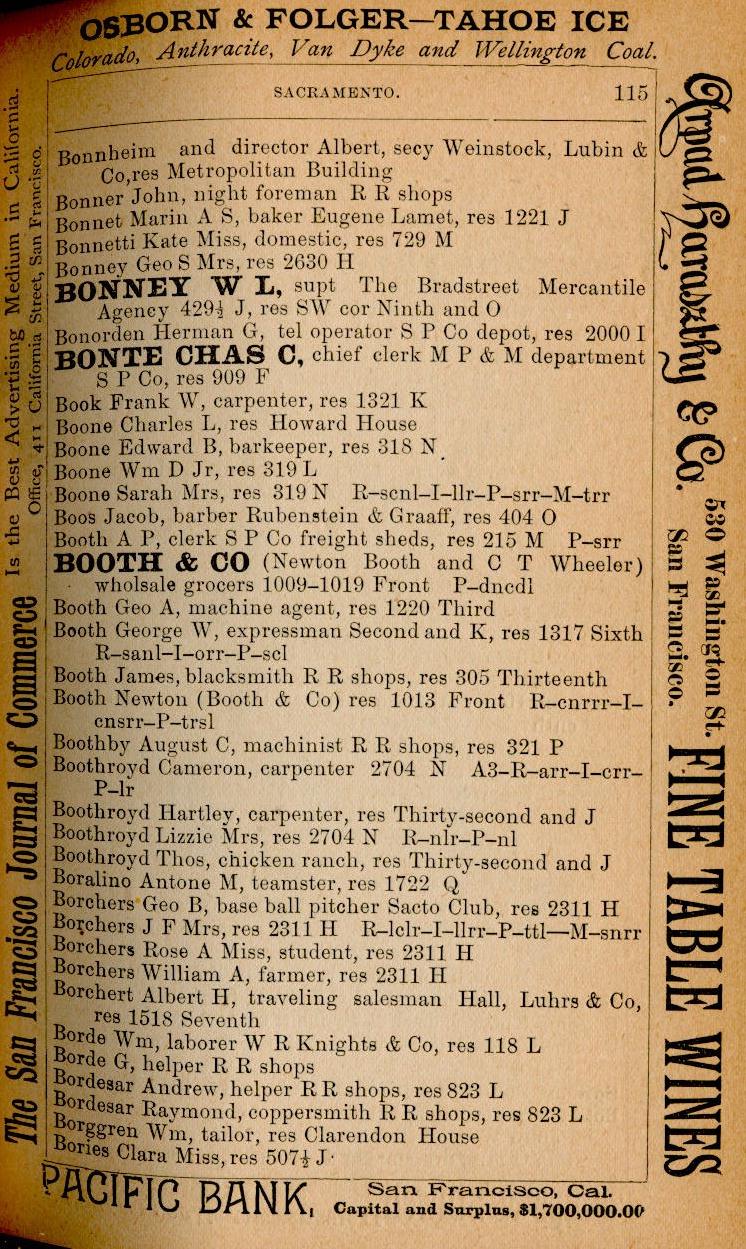 OSBORN & FOLGER—TAHOE ICE
Colorado, Anthracite, Van Dyke and Wellington Coal.
SACRAMENTO. 115
Bonnheim and director Albert, secy Weinstock, Lubin &
Co,res Metropolitan Building
Bonner John, night foreman R R shops
Bonnet Marin A S, baker Eugene Lamet, res 1221 J
Bonnetti Kate Miss, domestic, res 729 M
Bonney Geo S Mrs, res 2630 H
BONNEY W L, supt The Bradstreet Mercantile
Agency 429½ J, res SW cor Ninth and O
Bonorden Herman G, tel operator S P Co depot, res 2000 I
BONTE CHAS C, chief clerk M P & M department
S P Co, res 909 F
Book Frank W, carpenter, res 1321 K
Boone Charles L, res Howard House
Boone Edward B, barkeeper, res 318 N
Boone Wm D Jr, res 319 L
Boone Sarah Mrs, res 319 N R–scnl–I–llr–P–srr–M–trr
Boos Jacob, barber Rubenstein & Graaff, res 404 O
Booth A P, clerk S P Co freight sheds, res 215 M P–srr
BOOTH & CO (Newton Booth and C T Wheeler)
wholsale grocers 1009–1019 Front P–dncdl
Booth Geo A, machine agent, res 1220 Third
Booth George W, expressman Second and K, res 1317 Sixth
R–sanl–I–orr–P–scl
Booth James, blacksmith R R shops, res 305 Thirteenth
Booth Newton (Booth & Co) res 1013 Front R–cnrrr–I–
cnsrr–P–trsl
Boothby August C, machinist R R shops, res 321 P
Boothroyd Cameron, carpenter 2704 N A3–R–arr–I–crr–
P–lr
Boothroyd Hartley, carpenter, res Thirty-second and J
Boothroyd Lizzie Mrs, res 2704 N R–nlr–P–nl
Boothroyd Thos, chicken ranch, res Thirty-second and J
Boralino Antone M, teamster, res 1722 Q
Borchers Geo B, base ball pitcher Sacto Club, res 2311 H
Borchers J F Mrs, res 2311 H R–lclr–I–llrr–P–ttl—M–snrr
Borchers Rose A Miss, student, res 2311 H
Borchers William A, farmer, res 2311 H
Borchert Albert H, traveling salesman Hall, Luhrs & Co,
res 1518 Seventh
Borde Wm, laborer W R Knights & Co, res 118 L
Borde G, helper R R shops
Bordesar Andrew, helper R R shops, res 823 L
Bordesar Raymond, coppersmith R R shops, res 823 L
Borggren Wm, tailor, res Clarendon House
Bories Clara Miss, res 507½ J
PACIFIC BANK, San Francisco, Cal.
Capital and Surplus, $1,700,000.00
The San Francisco Journal of Commerce Is the Best Advertising Medium in California.
Office, 411 California Street, San Francisco.
Arpad Haraszthy & Co. 530 Washington St.
San Francisco.
FINE TABLE WINES